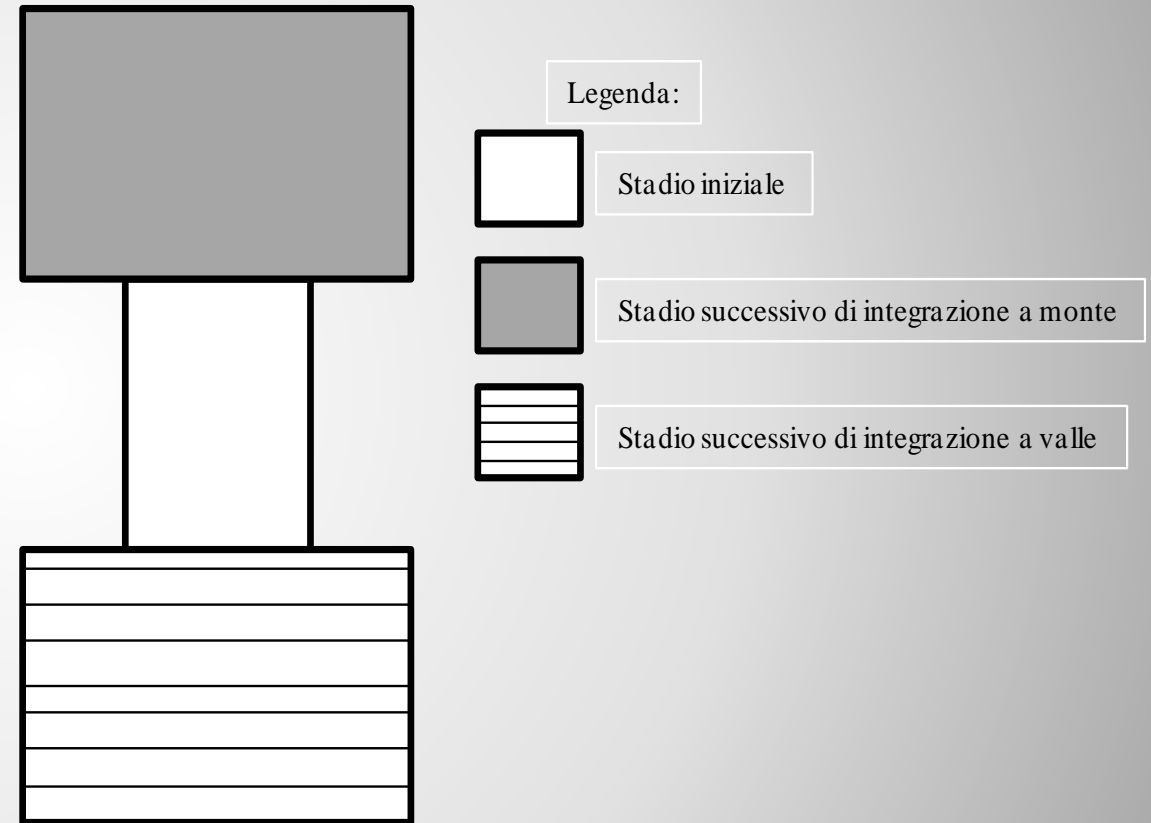 Legenda:
Stadio iniziale
Stadio successivo di integrazione a monte
Stadio successivo di integrazione a valle